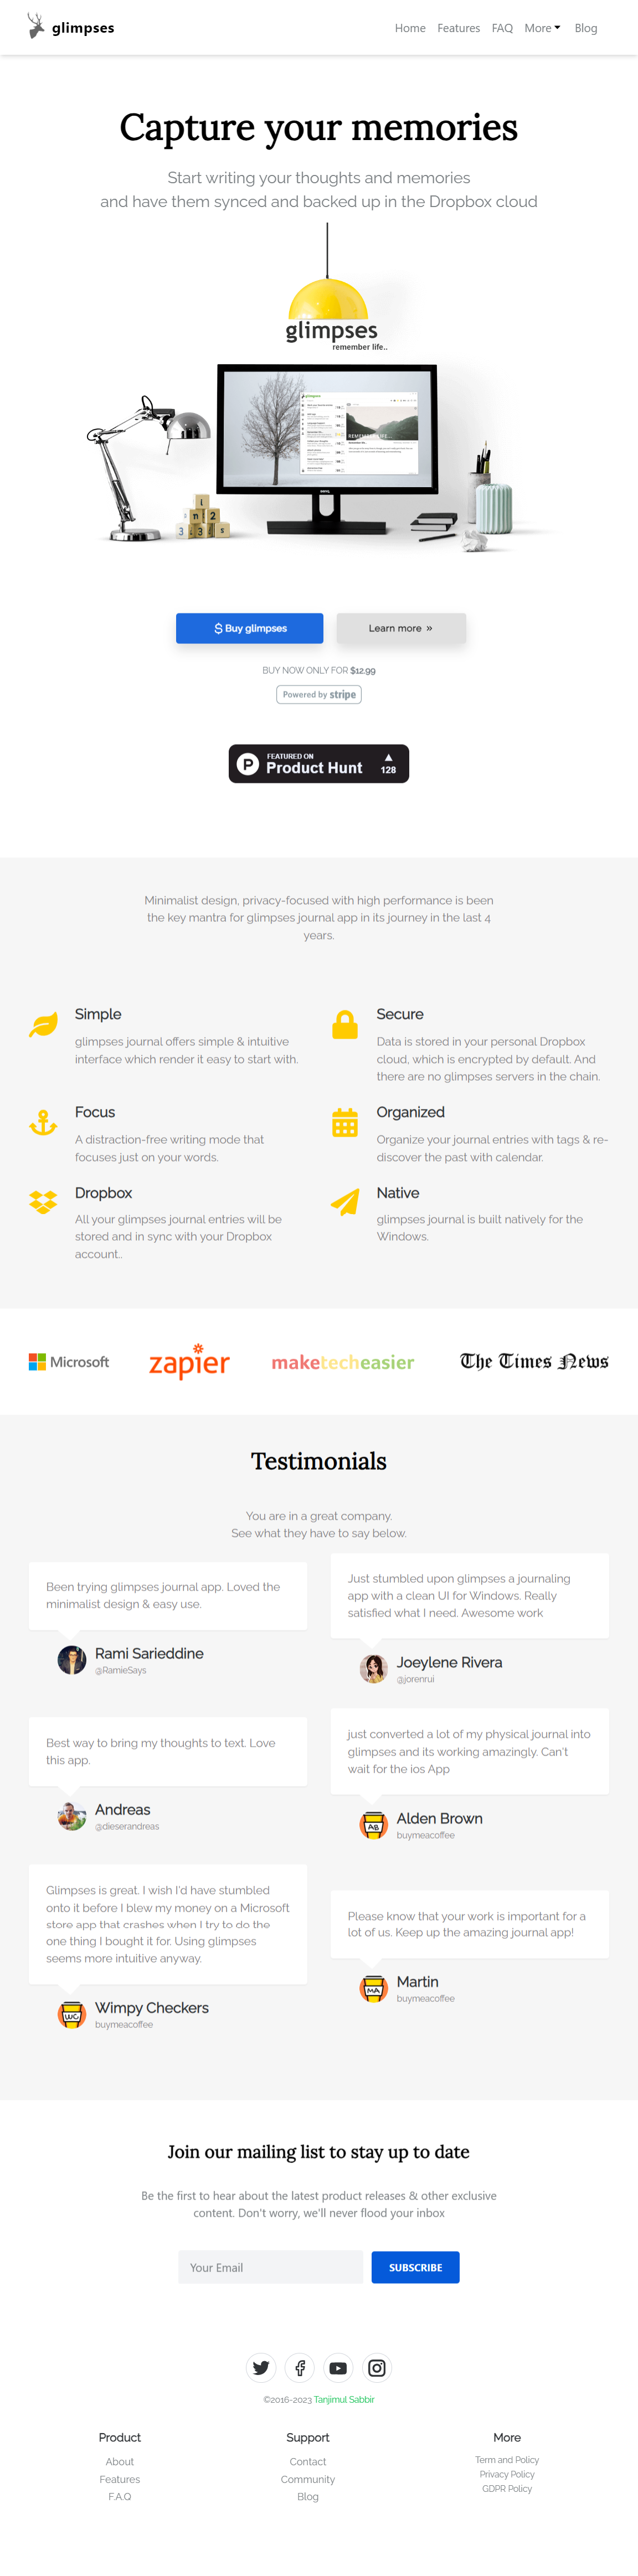 glimpses
Home Features FAQ More Blog
Capture your memories
Start writing your thoughts and memories
and have them synced and backed up in the Dropbox cloud
glimpses
remember life..
$ Buy glimpses
Learn more »
BUY NOW ONLY FOR $12.99
Powered by stripe
P
FEATURED ON
Product Hunt
128
Minimalist design, privacy-focused with high performance is been
the key mantra for glimpses journal app in its journey in the last 4
years.
Simple
glimpses journal offers simple & intuitive
interface which render it easy to start with.
Secure
Data is stored in your personal Dropbox
cloud, which is encrypted by default. And
there are no glimpses servers in the chain.
Focus
A distraction-free writing mode that
focuses just on your words.
Organized
Organize your journal entries with tags & re-
discover the past with calendar.
Dropbox
All your glimpses journal entries will be
stored and in sync with your Dropbox
account..
Native
glimpses journal is built natively for the
Windows.
Microsoft
zapier
maketecheasier
The Times News
Testimonials
You are in a great company.
See what they have to say below.
Been trying glimpses journal app. Loved the
minimalist design & easy use.
Rami Sarieddine
@RamieSays
Just stumbled upon glimpses a journaling
app with a clean UI for Windows. Really
satisfied what I need. Awesome work
Joeylene Rivera
@jorenrui
Best way to bring my thoughts to text. Love
this app.
Andreas
@dieserandreas
just converted a lot of my physical journal into
glimpses and its working amazingly. Can't
wait for the ios App
AB
Alden Brown
buymeacoffee
Glimpses is great. I wish I'd have stumbled
onto it before I blew my money on a Microsoft
store app that crashes when I try to do the
one thing I bought it for. Using glimpses
seems more intuitive anyway.
WC
Wimpy Checkers
buymeacoffee
Please know that your work is important for a
lot of us. Keep up the amazing journal app!
MA
Martin
buymeacoffee
Join our mailing list to stay up to date
Be the first to hear about the latest product releases & other exclusive
content. Don't worry, we'll never flood your inbox
Your Email
SUBSCRIBE
©2016-2023 Tanjimul Sabbir
Product
About
Features
F.A.Q
Support
Contact
Community
Blog
More
Term and Policy
Privacy Policy
GDPR Policy